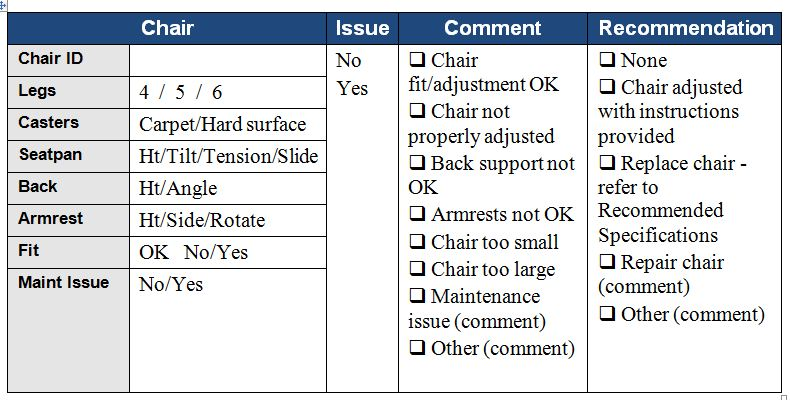 Chair Issue Comment Recommendation
Chair ID
Legs 4 / 5 / 6
Casters Carpet/Hard surface
Seatpan Ht/Tilt/Tension/Slide
Back Ht/Angle
Armrest Ht/Side/Rotate
Fit OK No/Yes
Maint Issue No/Yes
No
Yes
❑ Chair
fit/adjustment OK
❑ Chair not
properly adjusted
❑ Back support not
OK
❑ Armrests not OK
❑ Chair too small
❑ Chair too large
❑ Maintenance
issue (comment)
❑ Other (comment)
❑ None
❑ Chair adjusted
with instructions
provided
❑ Replace chair -
refer to
Recommended
Specifications
❑ Repair chair
(comment)
❑ Other (comment)